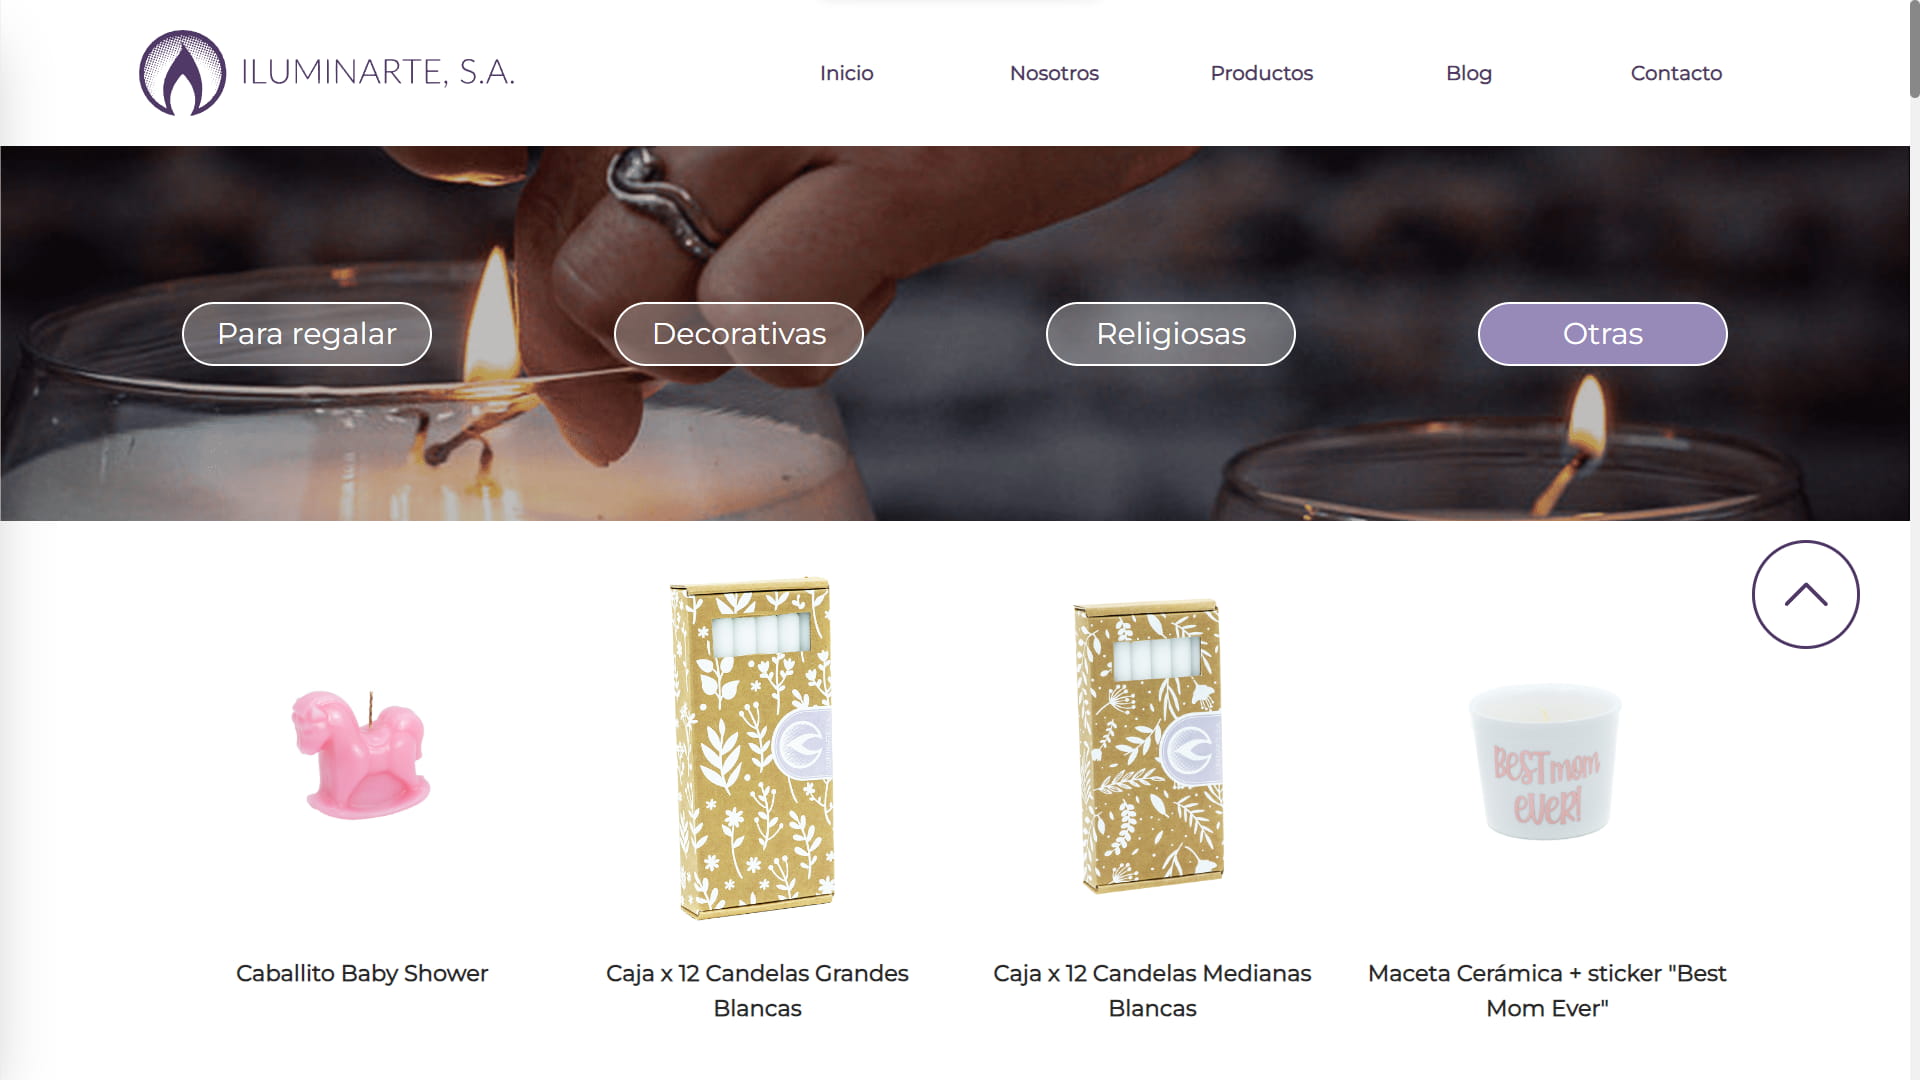 ILUMINARTE, S.A.
Inicio
Nosotros
Productos
Blog
Contacto
Para regalar
Decorativas
Religiosas
Otras
BEST mom
EVER!
Caballito Baby Shower
Caja x 12 Candelas Grandes
Blancas
Caja x 12 Candelas Medianas
Blancas
Maceta Cerámica + sticker "Best
Mom Ever"